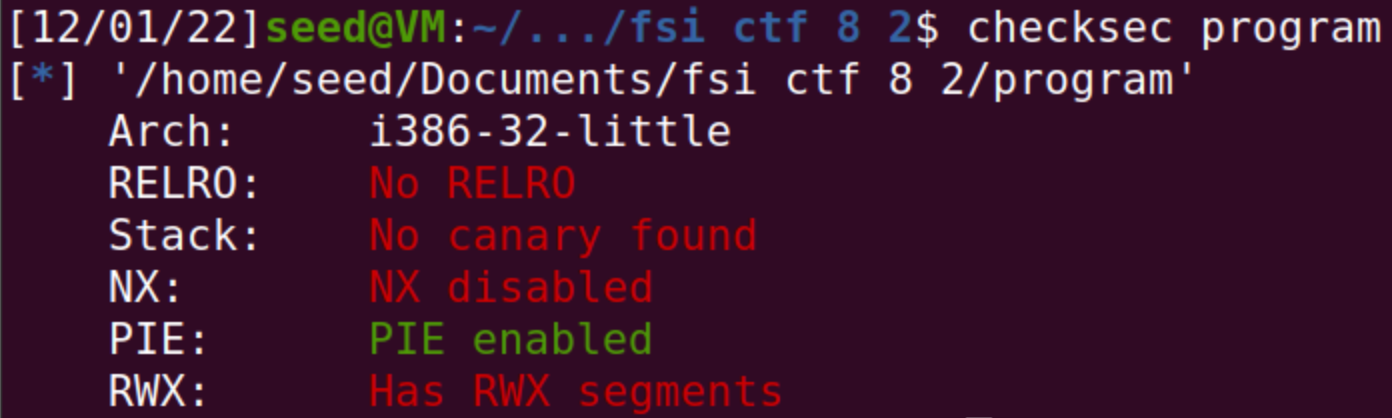 [12/01/22]seed@VM:~/.../fsi ctf 8 2$ checksec program
[*] '/home/seed/Documents/fsi ctf 8 2/program'
    Arch:     i386-32-little
    RELRO:    No RELRO
    Stack:    No canary found
    NX:       NX disabled
    PIE:      PIE enabled
    RWX:      Has RWX segments